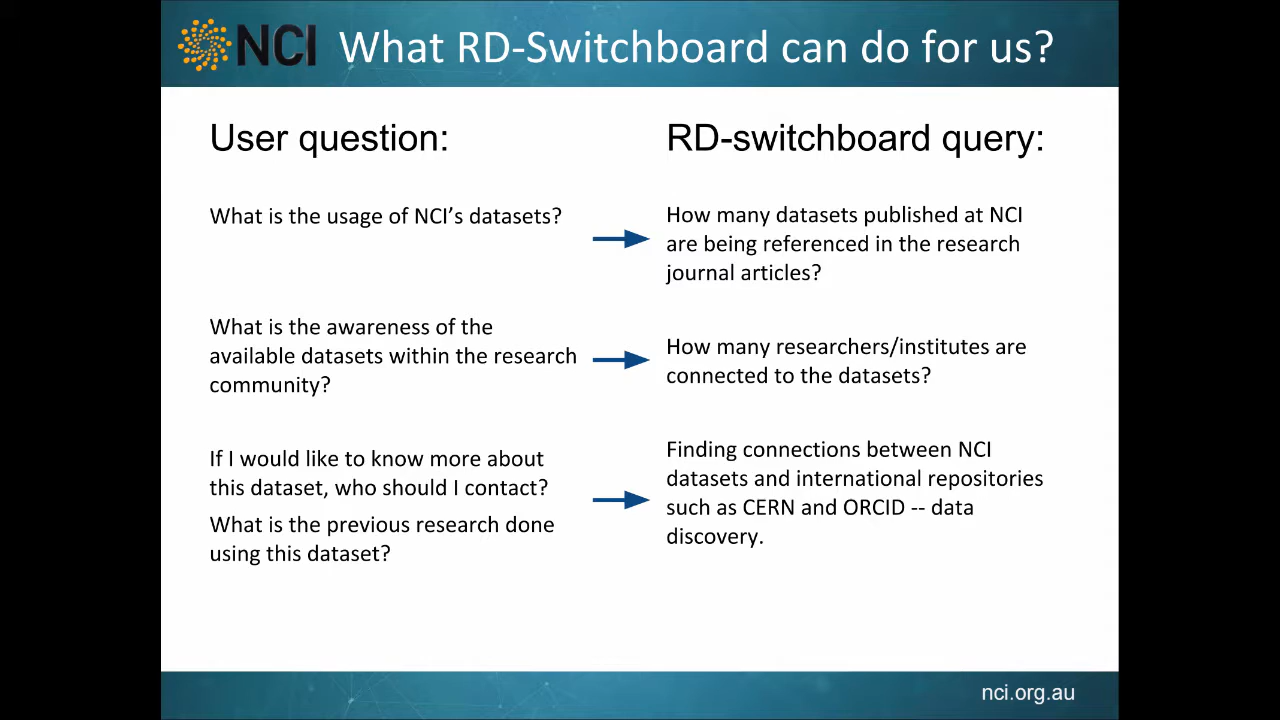 NCI What RD-Switchboard can do for us?
User question:
RD-switchboard query:
What is the usage of NCI’s datasets?
How many datasets published at NCI
are being referenced in the research
journal articles?
What is the awareness of the
available datasets within the research
community?
How many researchers/institutes are
connected to the datasets?
If I would like to know more about
this dataset, who should I contact?
What is the previous research done
using this dataset?
Finding connections between NCI
datasets and international repositories
such as CERN and ORCID -- data
discovery.
nci.org.au